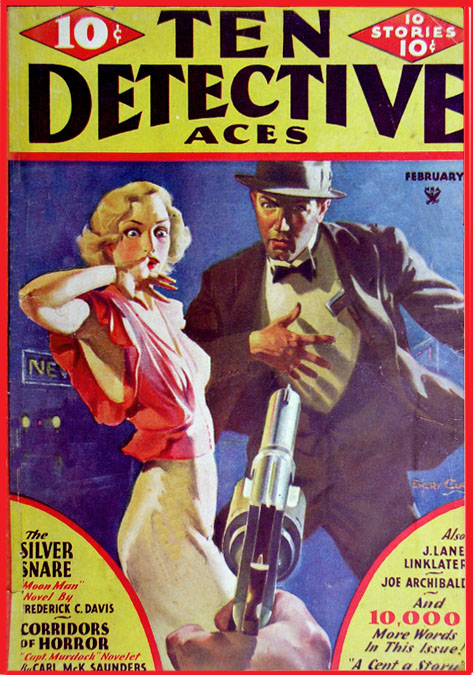 10¢
TEN
DETECTIVE
ACES
10
STORIES
10¢
FEBRUARY
NEW
The
SILVER
SNARE
"Moon Man"
Novel By
FREDERICK C. DAVIS
CORRIDORS
OF HORROR
"Capt. Murdock" Novelet
By CARL McK SAUNDERS
Also
J. LANE
LINKLATER
JOE ARCHIBALD
And
10,000
More Words
In This Issue!
"A Cent a Story"